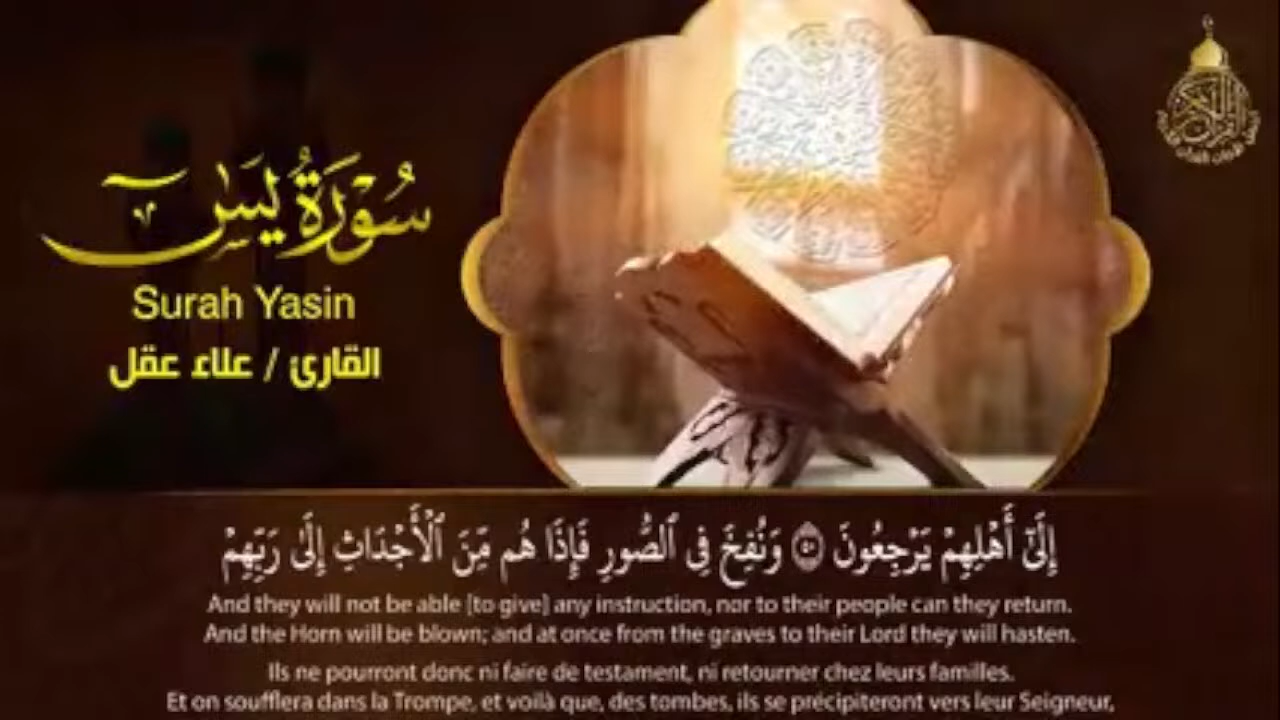 سُورَةُ يسٓ
Surah Yasin
القارئ / علاء عقل
إِلَىٰٓ أَهْلِهِمْ يَرْجِعُونَ ۝٥٠ وَنُفِخَ فِى ٱلصُّورِ فَإِذَا هُم مِّنَ ٱلْأَجْدَاثِ إِلَىٰ رَبِّهِمْ
And they will not be able [to give] any instruction, nor to their people can they return.
And the Horn will be blown; and at once from the graves to their Lord they will hasten.
Ils ne pourront donc ni faire de testament, ni retourner chez leurs familles.
Et on soufflera dans la Trompe, et voilà que, des tombes, ils se précipiteront vers leur Seigneur,